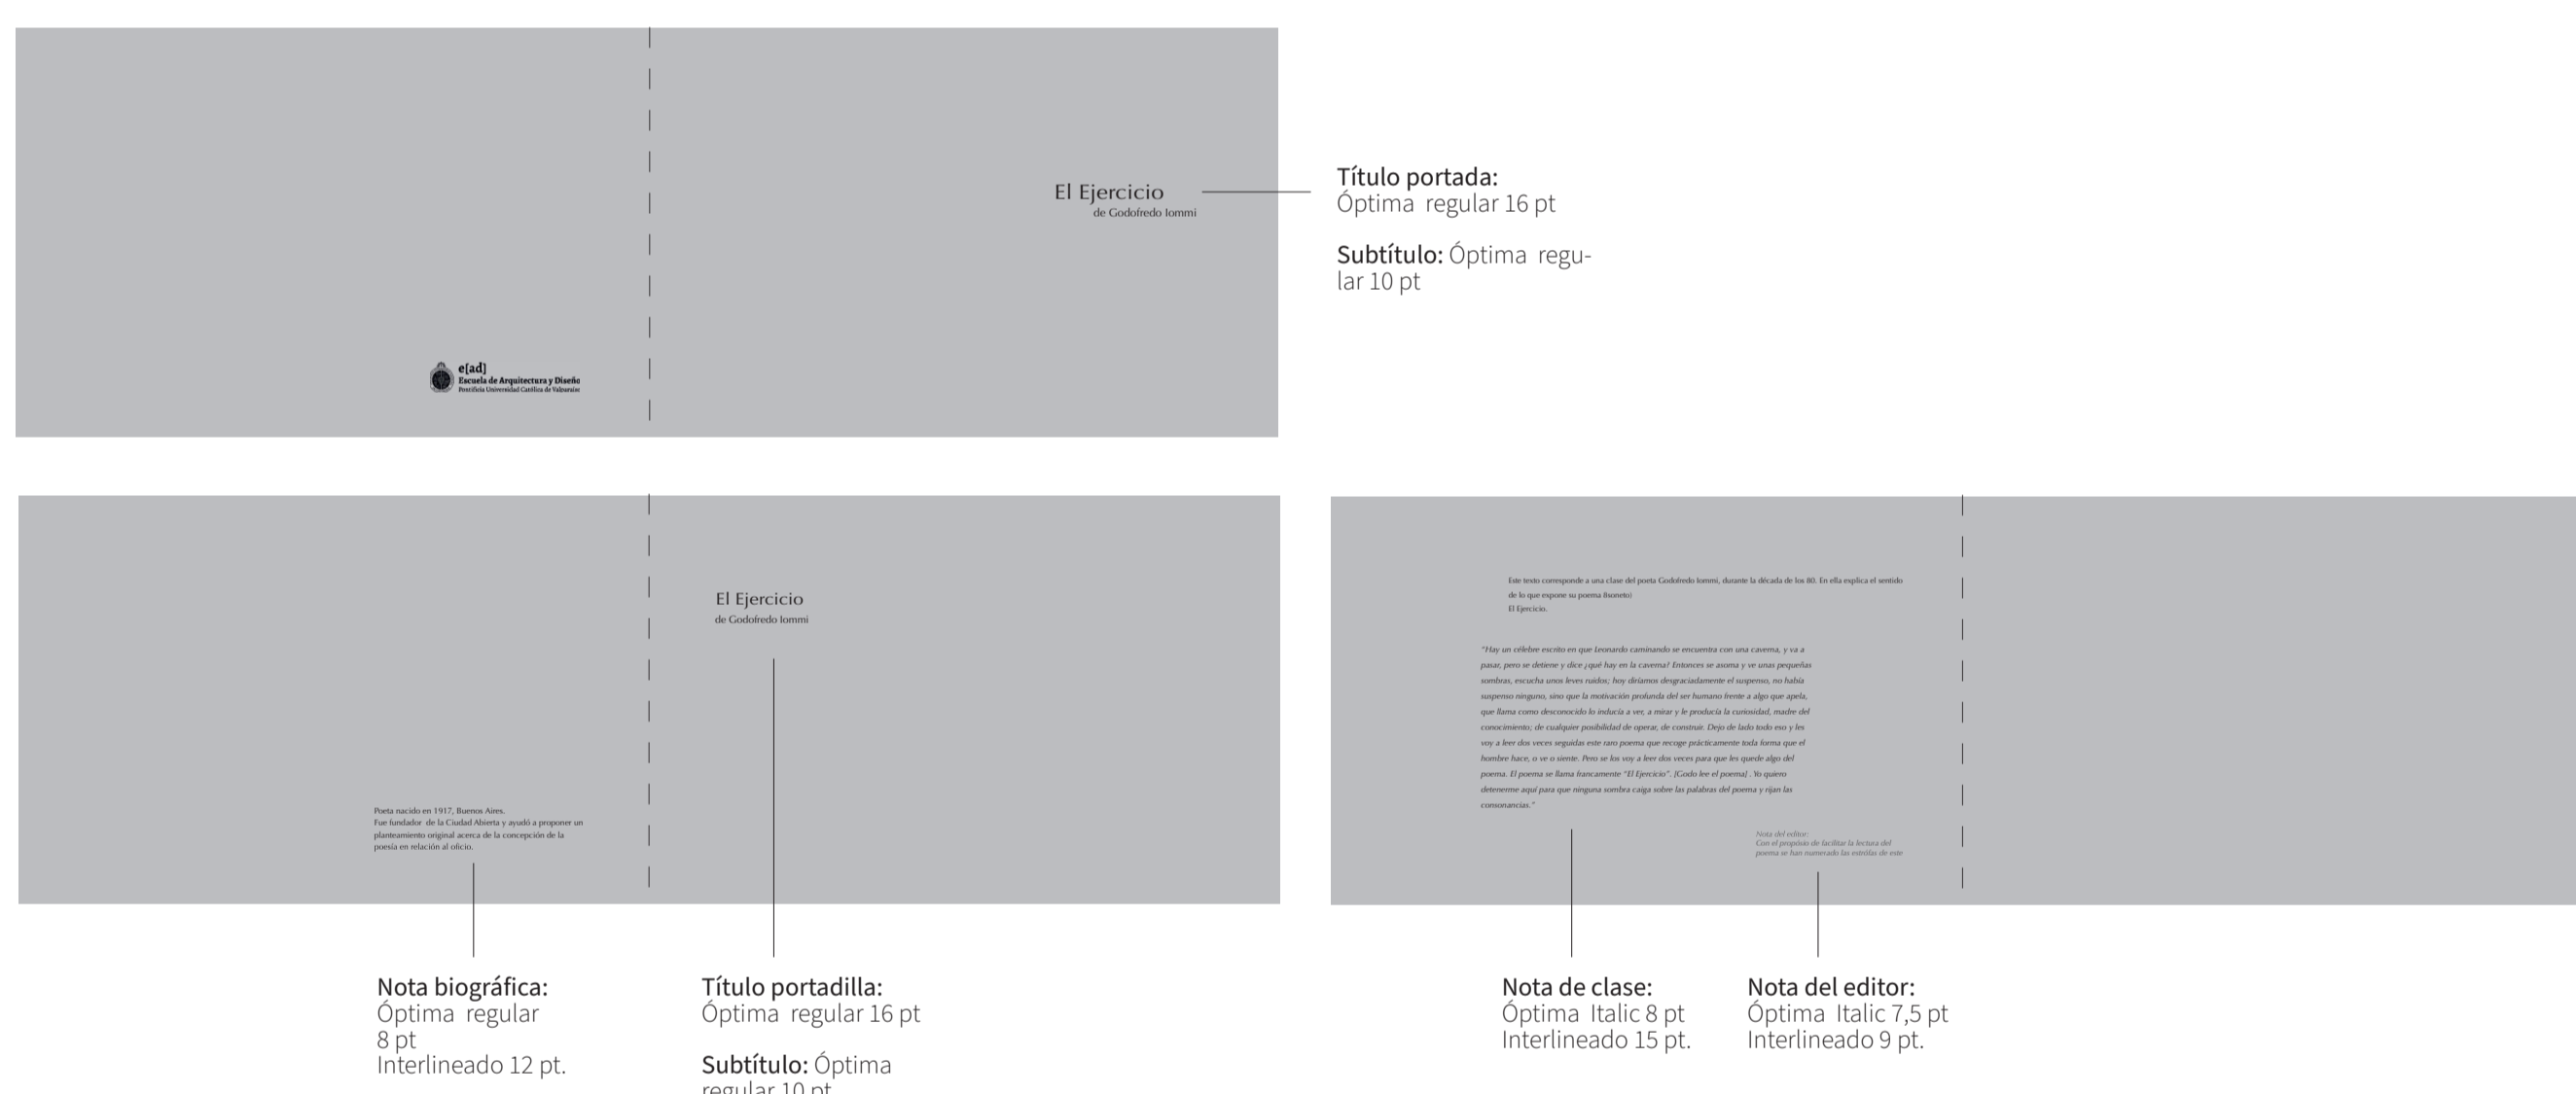 El Ejercicio
de Godofredo Iommi
Título portada:
Óptima regular 16 pt
Subtítulo: Óptima regu-
lar 10 pt
e[ad]
Escuela de Arquitectura y Diseño
Pontificia Universidad Católica de Valparaíso
El Ejercicio
de Godofredo Iommi
Poeta nacido en 1917, Buenos Aires.
Fue fundador de la Ciudad Abierta y ayudó a proponer un
planteamiento original acerca de la concepción de la
poesía en relación al oficio.
Nota biográfica:
Óptima regular
8 pt
Interlineado 12 pt.
Título portadilla:
Óptima regular 16 pt
Subtítulo: Óptima
regular 10 pt
Este texto corresponde a una clase del poeta Godofredo Iommi, durante la década de los 80. En ella explica el sentido
de lo que expone su poema (lsoneto)
El Ejercicio.
"Hay un célebre escrito en que Leonardo caminando se encuentra con una caverna, y va a
pasar, pero se detiene y dice ¿qué hay en la caverna? Entonces se asoma y ve unas pequeñas
sombras, escucha unos leves ruidos; hoy diríamos desgraciadamente el suspenso, no había
suspenso ninguno, sino que la motivación profunda del ser humano frente a algo que apela,
que llama como desconocido lo inducía a ver, a mirar y le producía la curiosidad, madre del
conocimiento; de cualquier posibilidad de operar, de construir. Dejo de lado todo eso y les
voy a leer dos veces seguidas este raro poema que recoge prácticamente toda forma que el
hombre hace, o ve o siente. Pero se los voy a leer dos veces para que les quede algo del
poema. El poema se llama francamente "El Ejercicio". [Godo lee el poema] . Yo quiero
detenerme aquí para que ninguna sombra caiga sobre las palabras del poema y rijan las
consonancias."
Nota del editor:
Con el propósio de facilitar la lectura del
poema se han numerado las estrófas de este
Nota de clase:
Óptima Italic 8 pt
Interlineado 15 pt.
Nota del editor:
Óptima Italic 7,5 pt
Interlineado 9 pt.